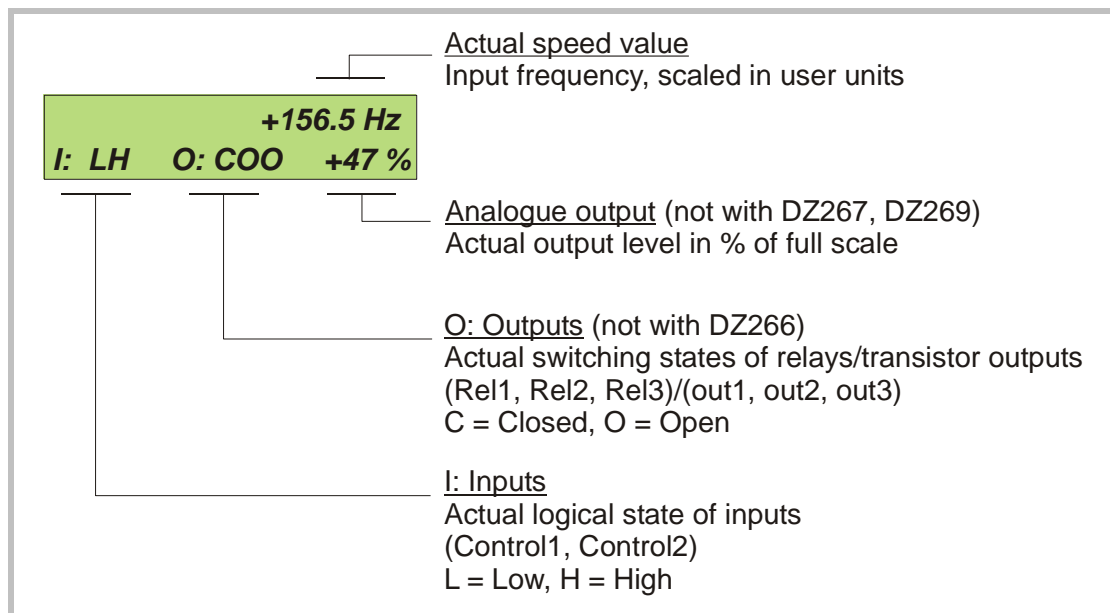 Actual speed value
Input frequency, scaled in user units
+156.5 Hz
I: LH O: COO +47 %
Analogue output (not with DZ267, DZ269)
Actual output level in % of full scale
O: Outputs (not with DZ266)
Actual switching states of relays/transistor outputs
(Rel1, Rel2, Rel3)/(out1, out2, out3)
C = Closed, O = Open
I: Inputs
Actual logical state of inputs
(Control1, Control2)
L = Low, H = High